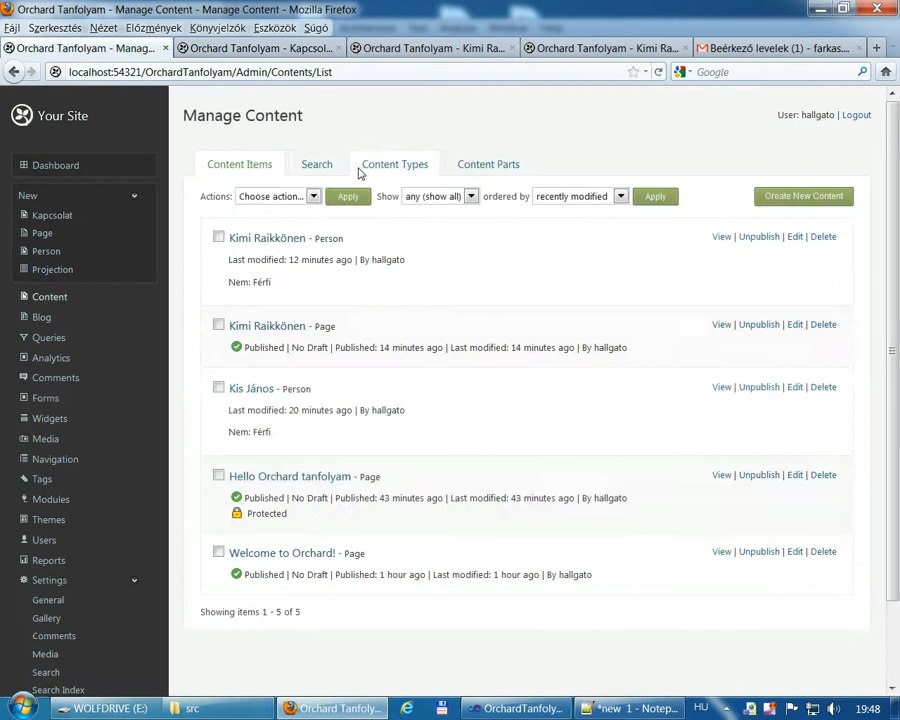 Orchard Tanfolyam - Manage Content - Manage Content - Mozilla Firefox
Fájl Szerkesztés Nézet Előzmények Könyvjelzők Eszközök Súgó
Orchard Tanfolyam - Manag... Orchard Tanfolyam - Kapcsol... Orchard Tanfolyam - Kimi Ra... Orchard Tanfolyam - Kimi Ra... Beérkező levelek (1) - farkas....
localhost:54321/OrchardTanfolyam/Admin/Contents/List Google
Your Site
Manage Content
User: hallgato | Logout
Dashboard
New
Kapcsolat
Page
Person
Projection
Content
Blog
Queries
Analytics
Comments
Forms
Widgets
Media
Navigation
Tags
Modules
Themes
Users
Reports
Settings
General
Gallery
Comments
Media
Search
Search Index
Content Items Search Content Types Content Parts
Actions: Choose action... Apply Show any (show all) ordered by recently modified Apply Create New Content
Kimi Raikkönen - Person View | Unpublish | Edit | Delete
Last modified: 12 minutes ago | By hallgato
Nem: Férfi
Kimi Raikkönen - Page View | Unpublish | Edit | Delete
Published | No Draft | Published: 14 minutes ago | Last modified: 14 minutes ago | By hallgato
Kis János - Person View | Unpublish | Edit | Delete
Last modified: 20 minutes ago | By hallgato
Nem: Férfi
Hello Orchard tanfolyam - Page View | Unpublish | Edit | Delete
Published | No Draft | Published: 43 minutes ago | Last modified: 43 minutes ago | By hallgato
Protected
Welcome to Orchard! - Page View | Unpublish | Edit | Delete
Published | No Draft | Published: 1 hour ago | Last modified: 1 hour ago | By hallgato
Showing items 1 - 5 of 5
WOLFDRIVE (E:) src Orchard Tanfolyam... OrchardTanfoly... *new 1 - Notep... HU 19:48